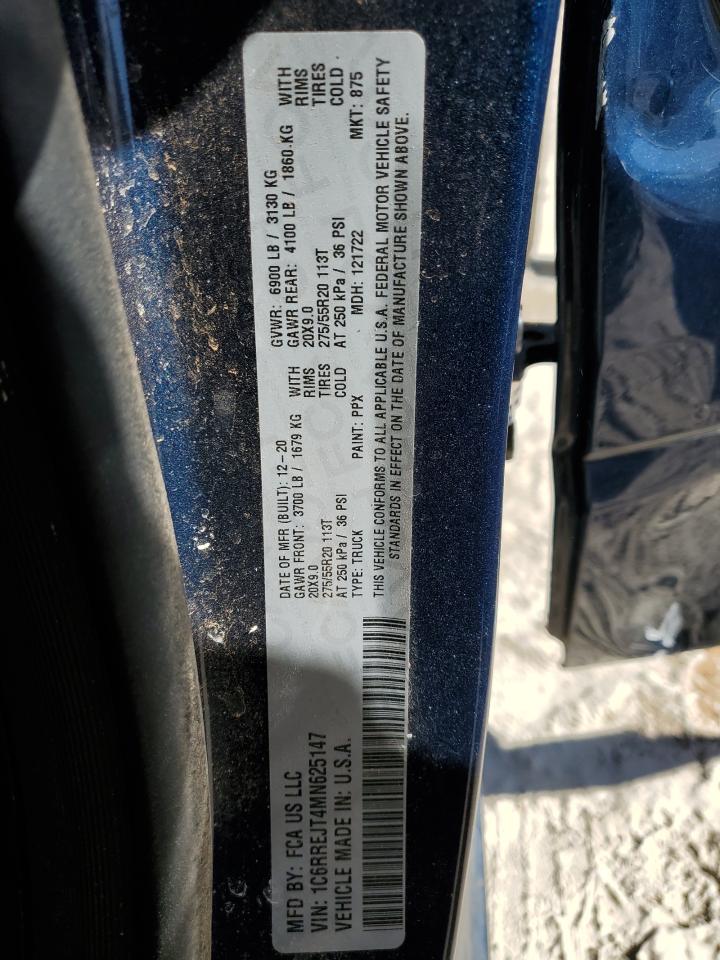 MFD BY: FCA US LLC
VIN: 1C6RREJT4MN625147
VEHICLE MADE IN: U.S.A.
DATE OF MFR (BUILT): 12-20
GAWR FRONT: 3700 LB / 1679 KG WITH
20X9.0 RIMS
275/55R20 113T TIRES
AT 250 kPa / 36 PSI COLD
TYPE: TRUCK PAINT: PPX
GVWR: 6900 LB / 3130 KG
GAWR REAR: 4100 LB / 1860 KG WITH
20X9.0 RIMS
275/55R20 113T TIRES
AT 250 kPa / 36 PSI COLD
MDH: 121722 MKT: 875
THIS VEHICLE CONFORMS TO ALL APPLICABLE U.S.A. FEDERAL MOTOR VEHICLE SAFETY
STANDARDS IN EFFECT ON THE DATE OF MANUFACTURE SHOWN ABOVE.